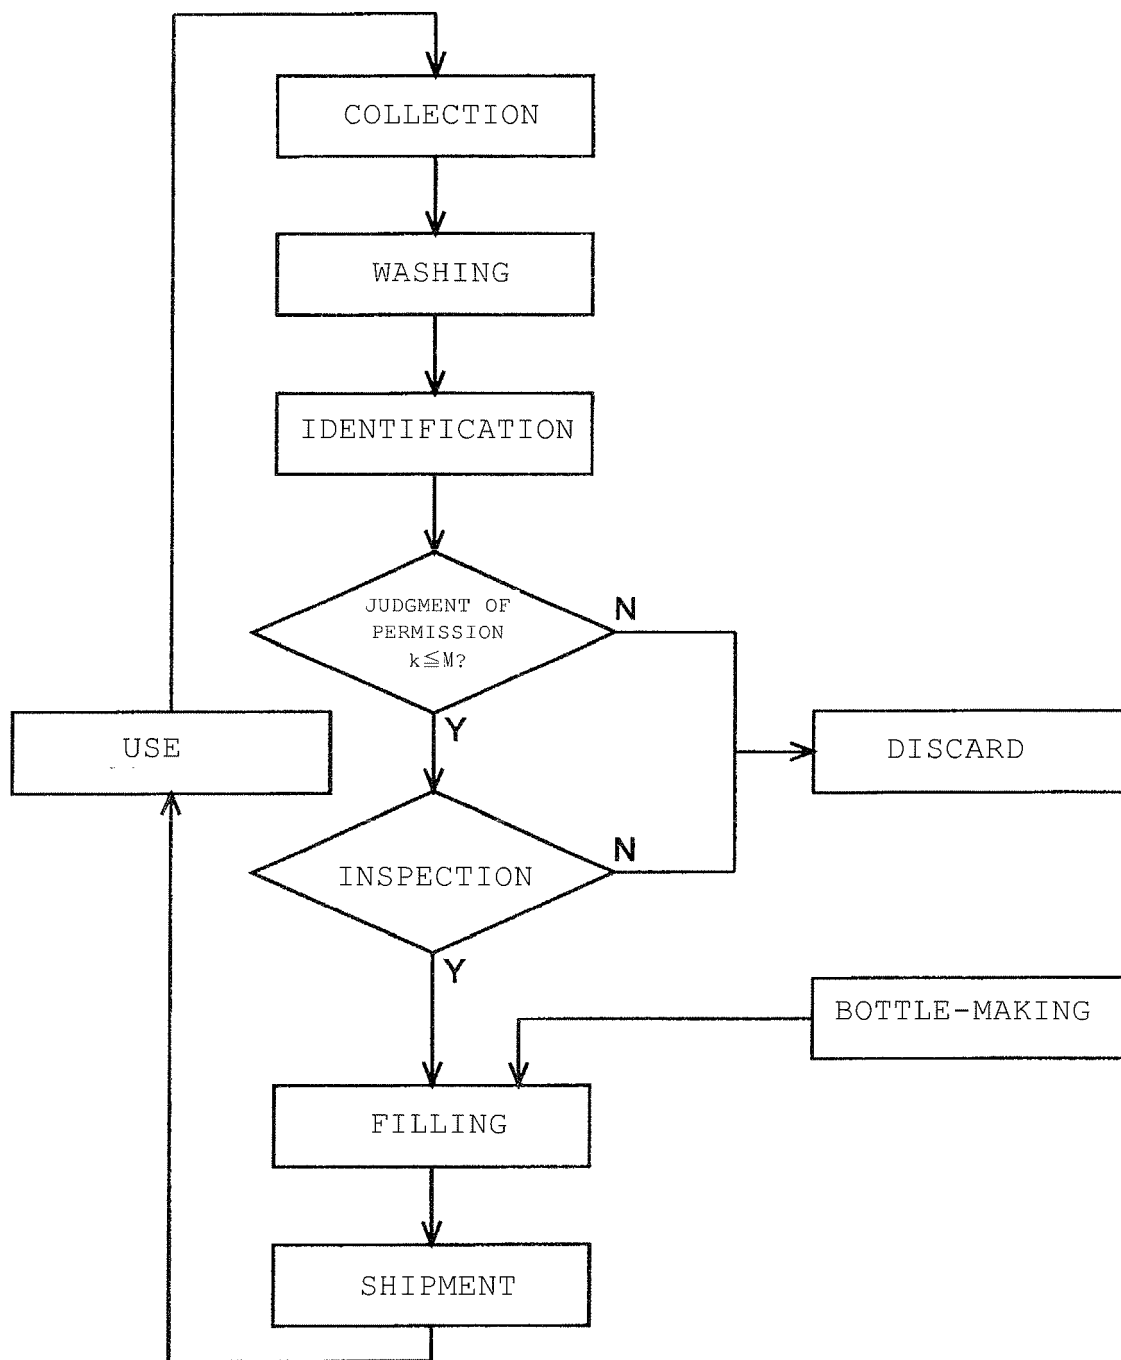 COLLECTION
WASHING
IDENTIFICATION
JUDGMENT OF
PERMISSION
k≦M?
N
Y
USE
DISCARD
INSPECTION
N
Y
BOTTLE-MAKING
FILLING
SHIPMENT